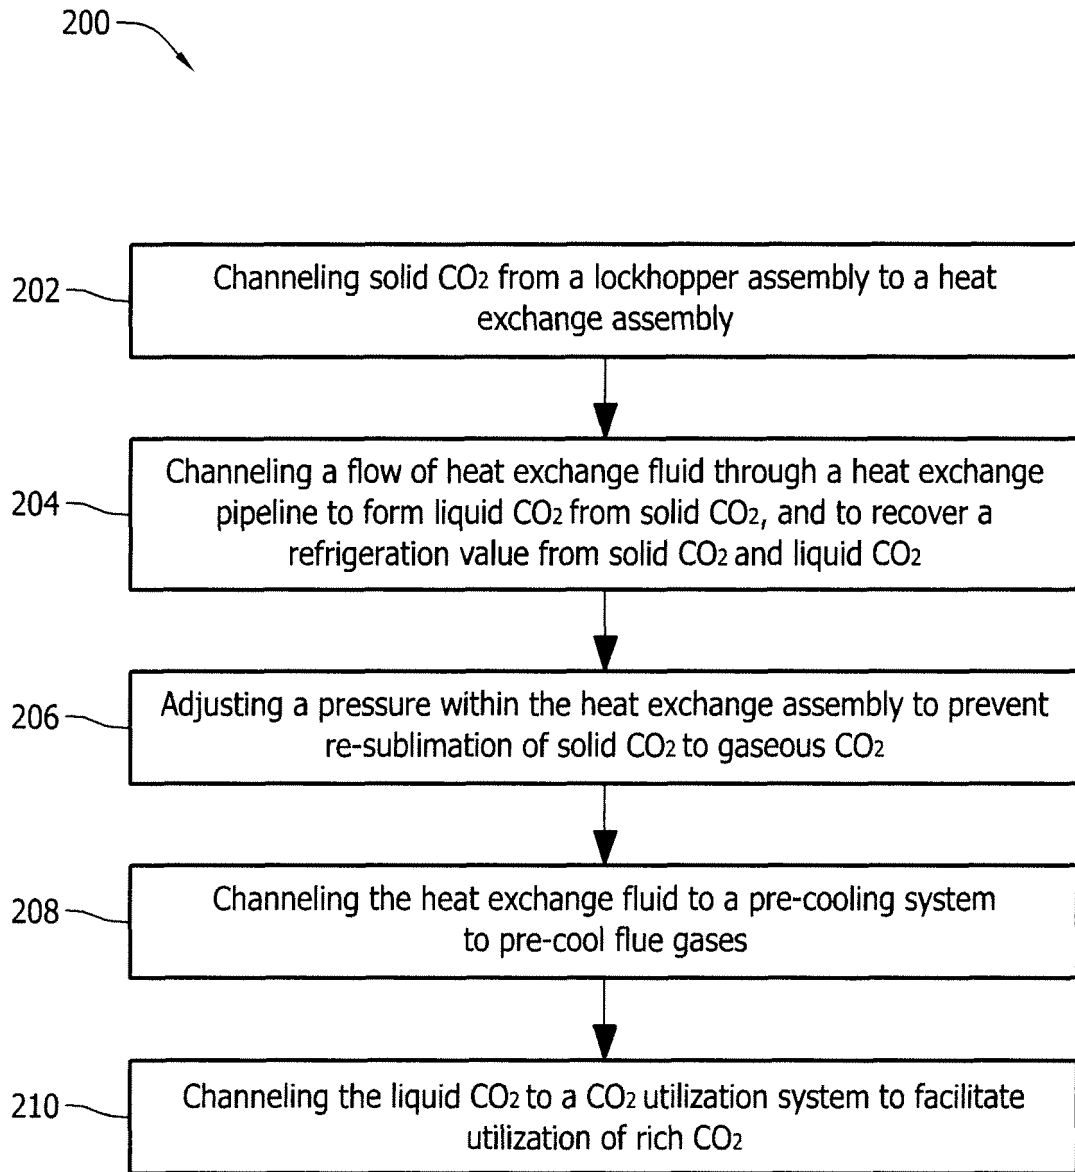 200
202
Channeling solid CO2 from a lockhopper assembly to a heat
exchange assembly
204
Channeling a flow of heat exchange fluid through a heat exchange
pipeline to form liquid CO2 from solid CO2, and to recover a
refrigeration value from solid CO2 and liquid CO2
206
Adjusting a pressure within the heat exchange assembly to prevent
re-sublimation of solid CO2 to gaseous CO2
208
Channeling the heat exchange fluid to a pre-cooling system
to pre-cool flue gases
210
Channeling the liquid CO2 to a CO2 utilization system to facilitate
utilization of rich CO2